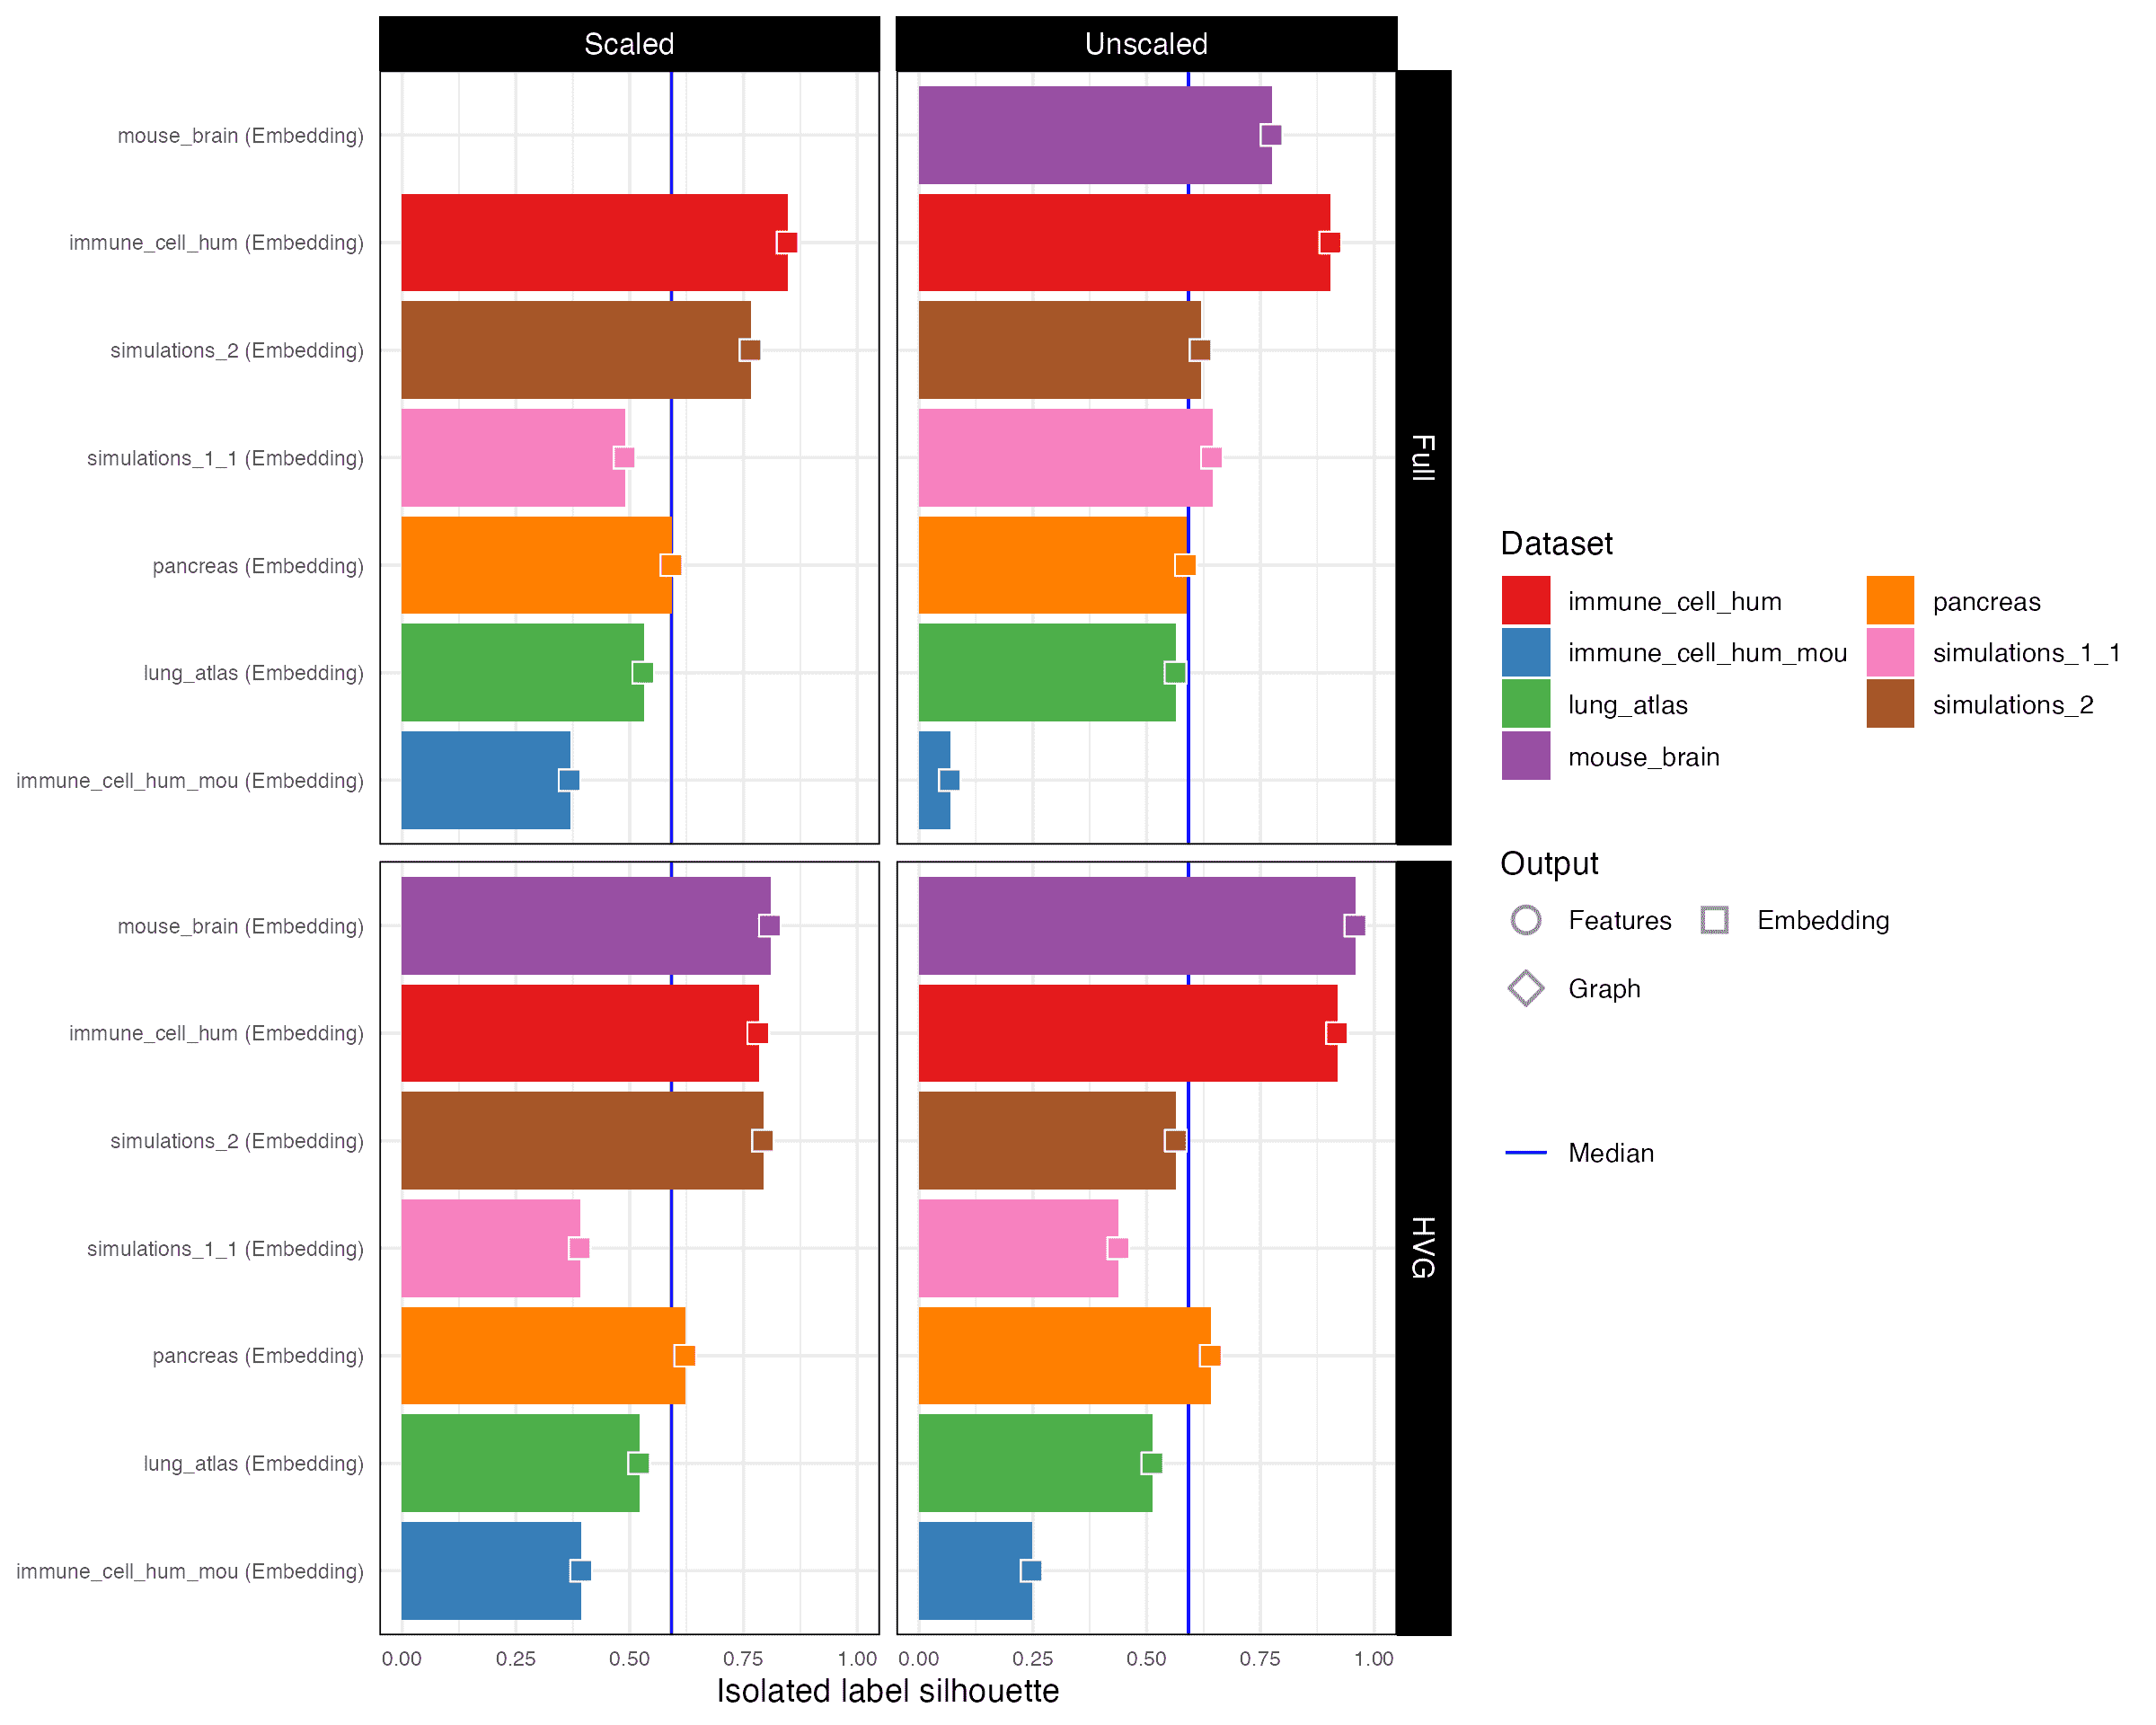 Scaled
Unscaled
mouse_brain (Embedding)
immune_cell_hum (Embedding)
simulations_2 (Embedding)
simulations_1_1 (Embedding)
pancreas (Embedding)
lung_atlas (Embedding)
immune_cell_hum_mou (Embedding)
Full
mouse_brain (Embedding)
immune_cell_hum (Embedding)
simulations_2 (Embedding)
simulations_1_1 (Embedding)
pancreas (Embedding)
lung_atlas (Embedding)
immune_cell_hum_mou (Embedding)
HVG
0.00 0.25 0.50 0.75 1.00
0.00 0.25 0.50 0.75 1.00
Isolated label silhouette
Dataset
immune_cell_hum
immune_cell_hum_mou
lung_atlas
mouse_brain
pancreas
simulations_1_1
simulations_2
Output
Features
Embedding
Graph
Median